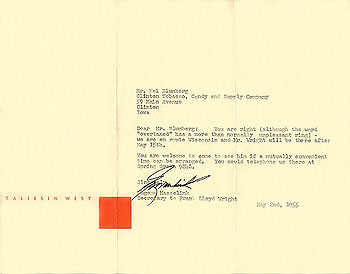 Mr. Mel Blumberg
Clinton Tobacco, Candy and Supply Company
59 Main Avenue
Clinton
Iowa
Dear Mr. Blumberg: You are right (although the word
"overtaxed" has a more than normally unpleasant ring) -
we are en route Wisconsin and Mr. Wright will be there after
May 15th.
You are welcome to come to see him if a mutually convenient
time can be arranged. You could telephone us there at
Spring
Eugene Masselink
Secretary to Frank Lloyd Wright
TALIESIN WEST
May 2nd, 1955